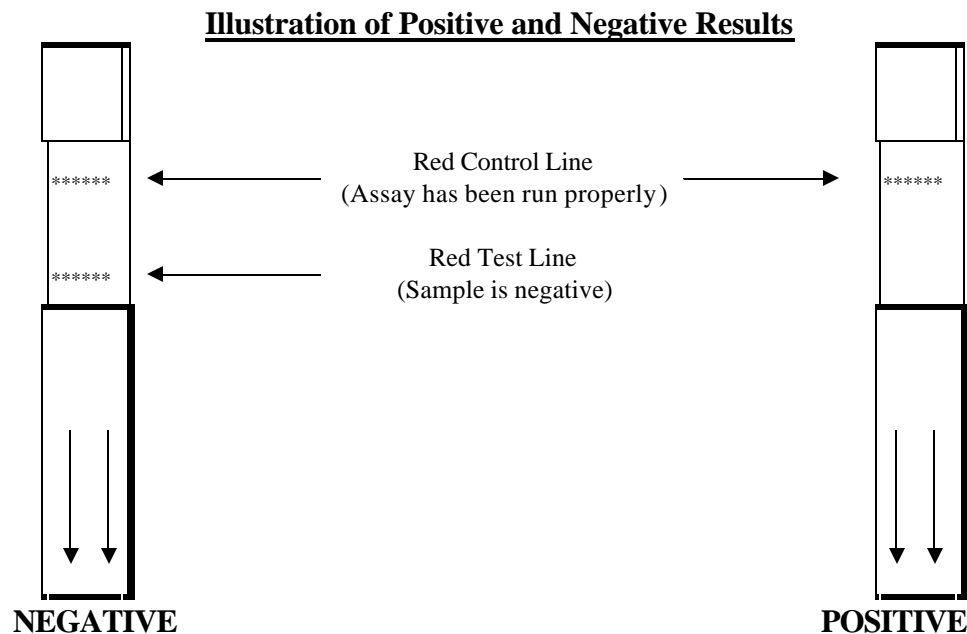 Illustration of Positive and Negative Results
Red Control Line
(Assay has been run properly)
******
******
Red Test Line
(Sample is negative)
******
NEGATIVE
POSITIVE